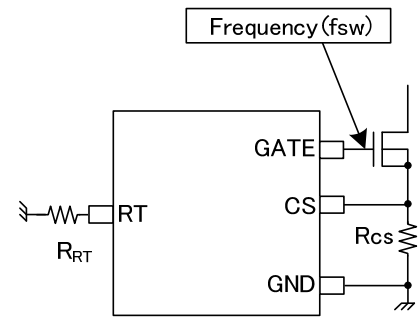 Frequency(fsw)
GATE
CS
RT
RRT
Rcs
GND